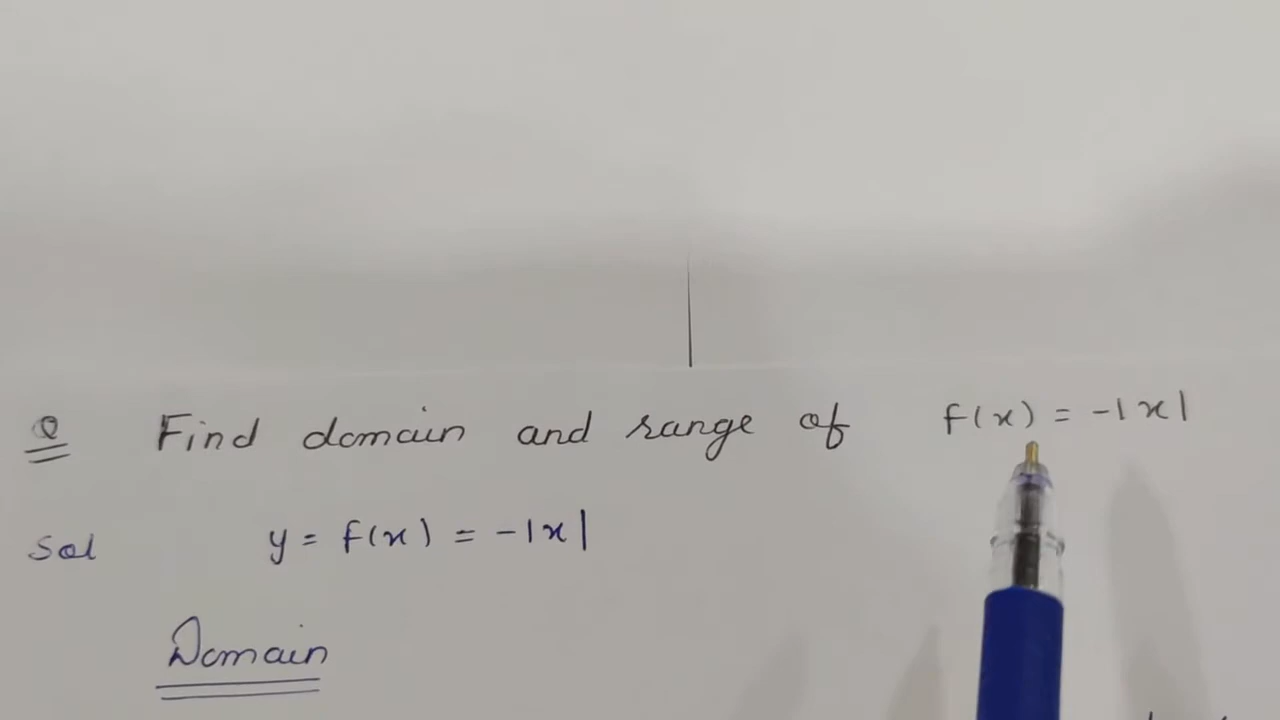 Q Find domain and range of f(x) = -|x|
Sol y = f(x) = -|x|
Domain